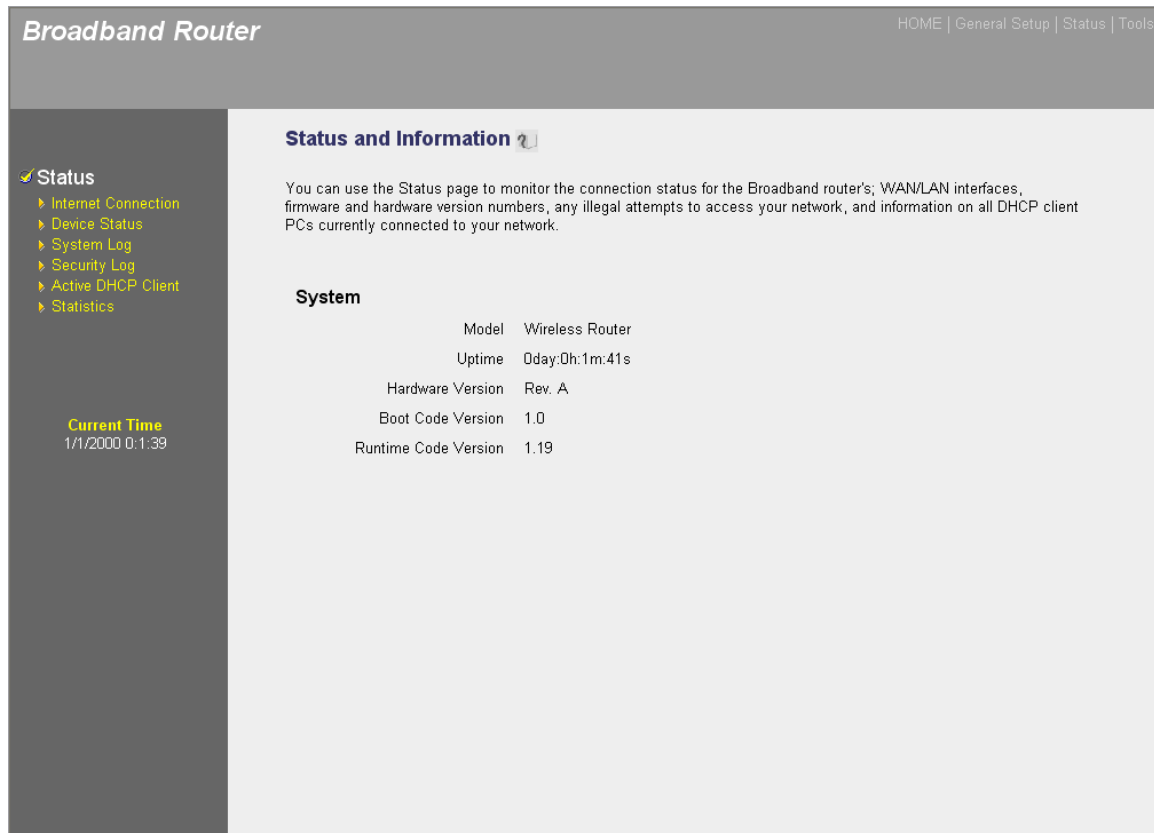 Broadband Router
HOME | General Setup | Status | Tools
Status
Internet Connection
Device Status
System Log
Security Log
Active DHCP Client
Statistics
Current Time
1/1/2000 0:1:39
Status and Information
You can use the Status page to monitor the connection status for the Broadband router's; WAN/LAN interfaces,
firmware and hardware version numbers, any illegal attempts to access your network, and information on all DHCP client
PCs currently connected to your network.
System
Model Wireless Router
Uptime 0day:0h:1m:41s
Hardware Version Rev. A
Boot Code Version 1.0
Runtime Code Version 1.19